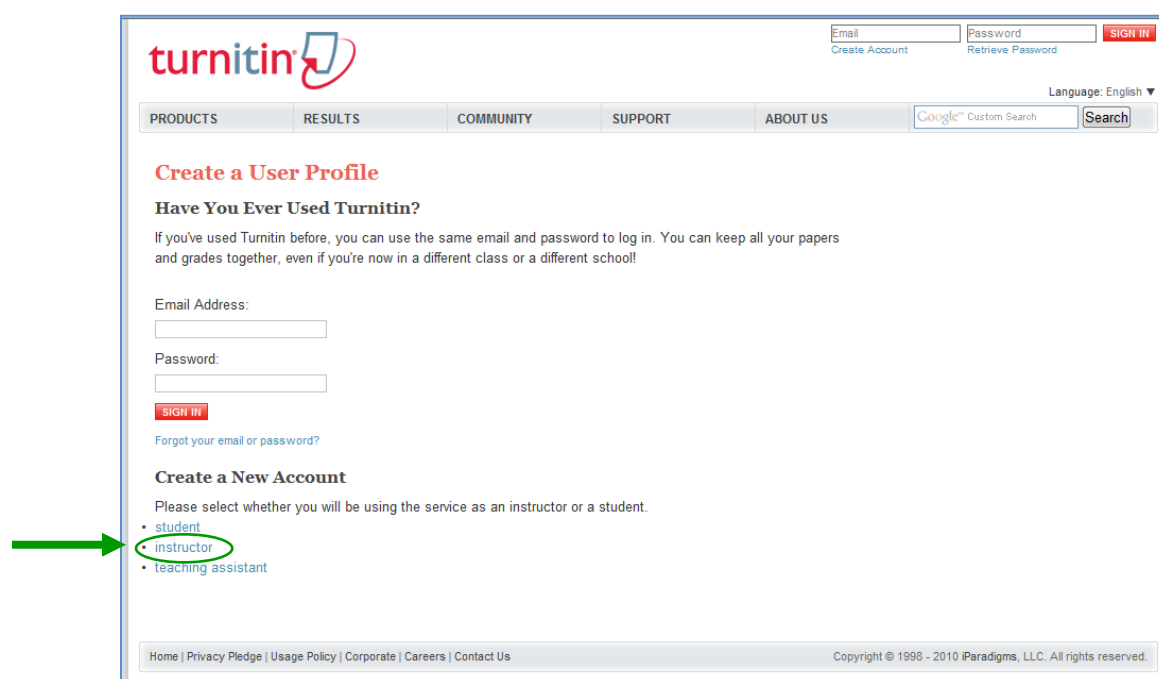 turnitin
Email Password SIGN IN
Create Account Retrieve Password
Language: English ▼
PRODUCTS RESULTS COMMUNITY SUPPORT ABOUT US Google™ Custom Search Search
Create a User Profile
Have You Ever Used Turnitin?
If you've used Turnitin before, you can use the same email and password to log in. You can keep all your papers
and grades together, even if you're now in a different class or a different school!
Email Address:
Password:
SIGN IN
Forgot your email or password?
Create a New Account
Please select whether you will be using the service as an instructor or a student.
• student
• instructor
• teaching assistant
Home | Privacy Pledge | Usage Policy | Corporate | Careers | Contact Us Copyright © 1998 - 2010 iParadigms, LLC. All rights reserved.